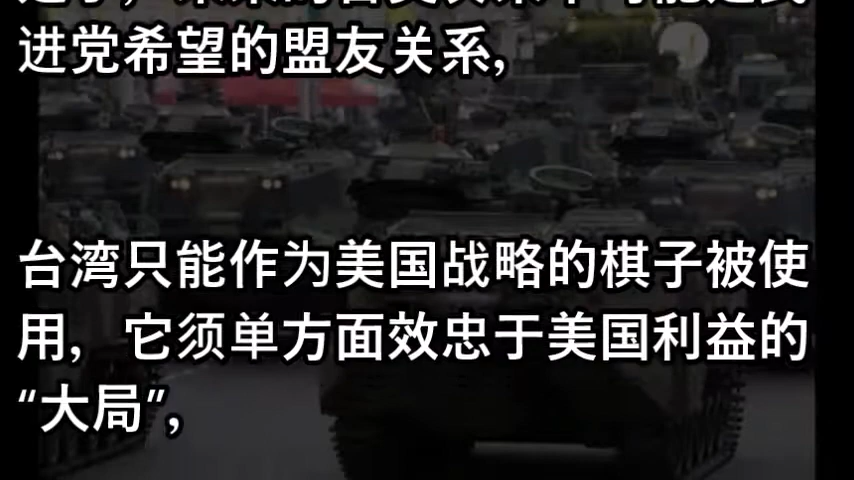 进党希望的盟友关系,
台湾只能作为美国战略的棋子被使
用, 它须单方面效忠于美国利益的
“大局”,